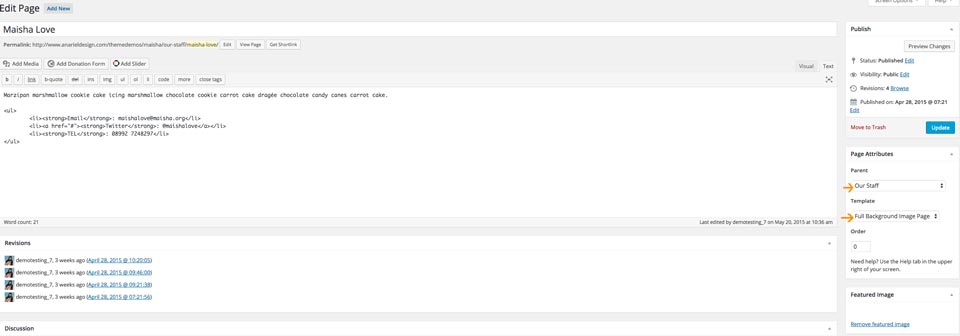 Screen Options
Help
Edit Page Add New
Maisha Love
Permalink: http://www.anarieldesign.com/themedemos/maisha/our-staff/maisha-love/ Edit View Page Get Shortlink
Add Media Add Donation Form Add Slider
Visual Text
b i link b-quote del ins img ul ol li code more close tags
Marzipan marshmallow cookie cake icing marshmallow chocolate cookie carrot cake dragée chocolate candy canes carrot cake.
<ul>
<li><strong>Email</strong>: maishalove@maisha.org</li>
<li><a href="#"><strong>Twitter</strong>: @maishalove</a></li>
<li><strong>TEL</strong>: 08992 7248297</li>
</ul>
Word count: 21
Last edited by demotesting_7 on May 20, 2015 at 10:36 am
Revisions
demotesting_7, 3 weeks ago (April 28, 2015 @ 10:20:05)
demotesting_7, 3 weeks ago (April 28, 2015 @ 09:46:00)
demotesting_7, 3 weeks ago (April 28, 2015 @ 09:21:38)
demotesting_7, 3 weeks ago (April 28, 2015 @ 07:21:56)
Discussion
Publish
Preview Changes
Status: Published Edit
Visibility: Public Edit
Revisions: 4 Browse
Published on: Apr 28, 2015 @ 07:21
Edit
Move to Trash Update
Page Attributes
Parent
Our Staff
Template
Full Background Image Page
Order
0
Need help? Use the Help tab in the upper
right of your screen.
Featured Image
Remove featured image